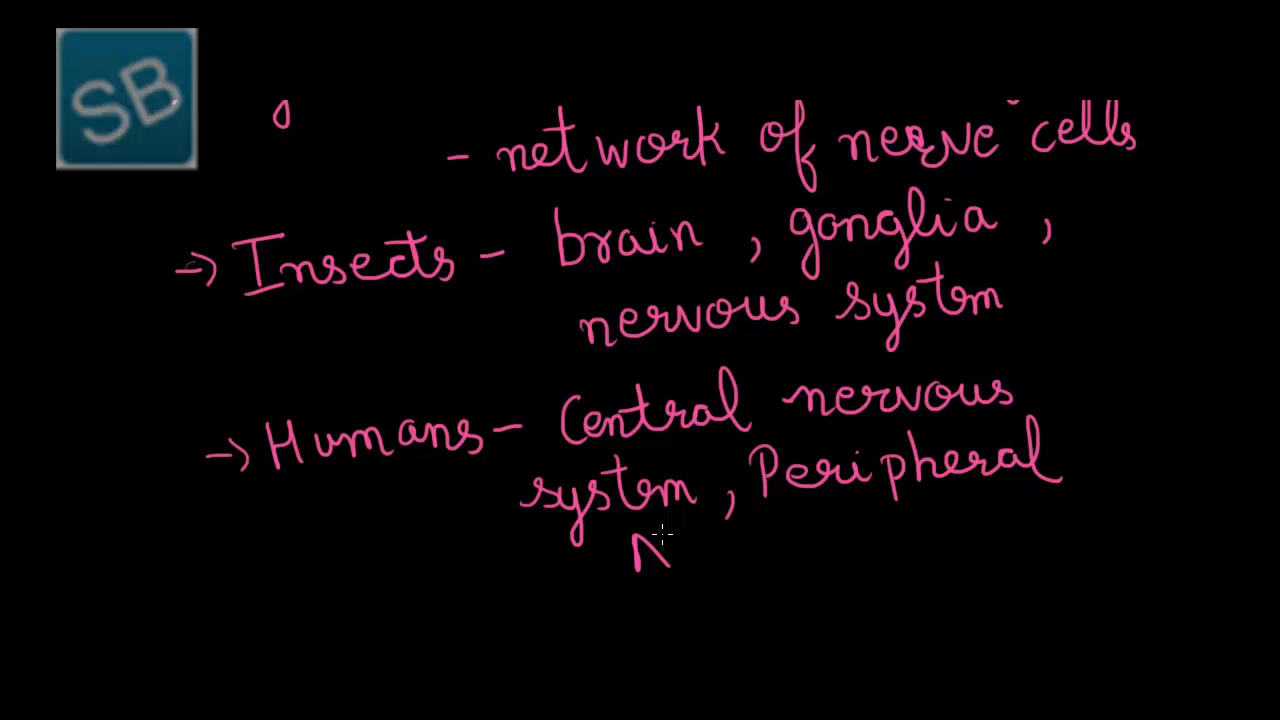 SB
- network of nerve cells
→ Insects - brain, ganglia,
nervous system
→ Humans - Central nervous
system, Peripheral
N